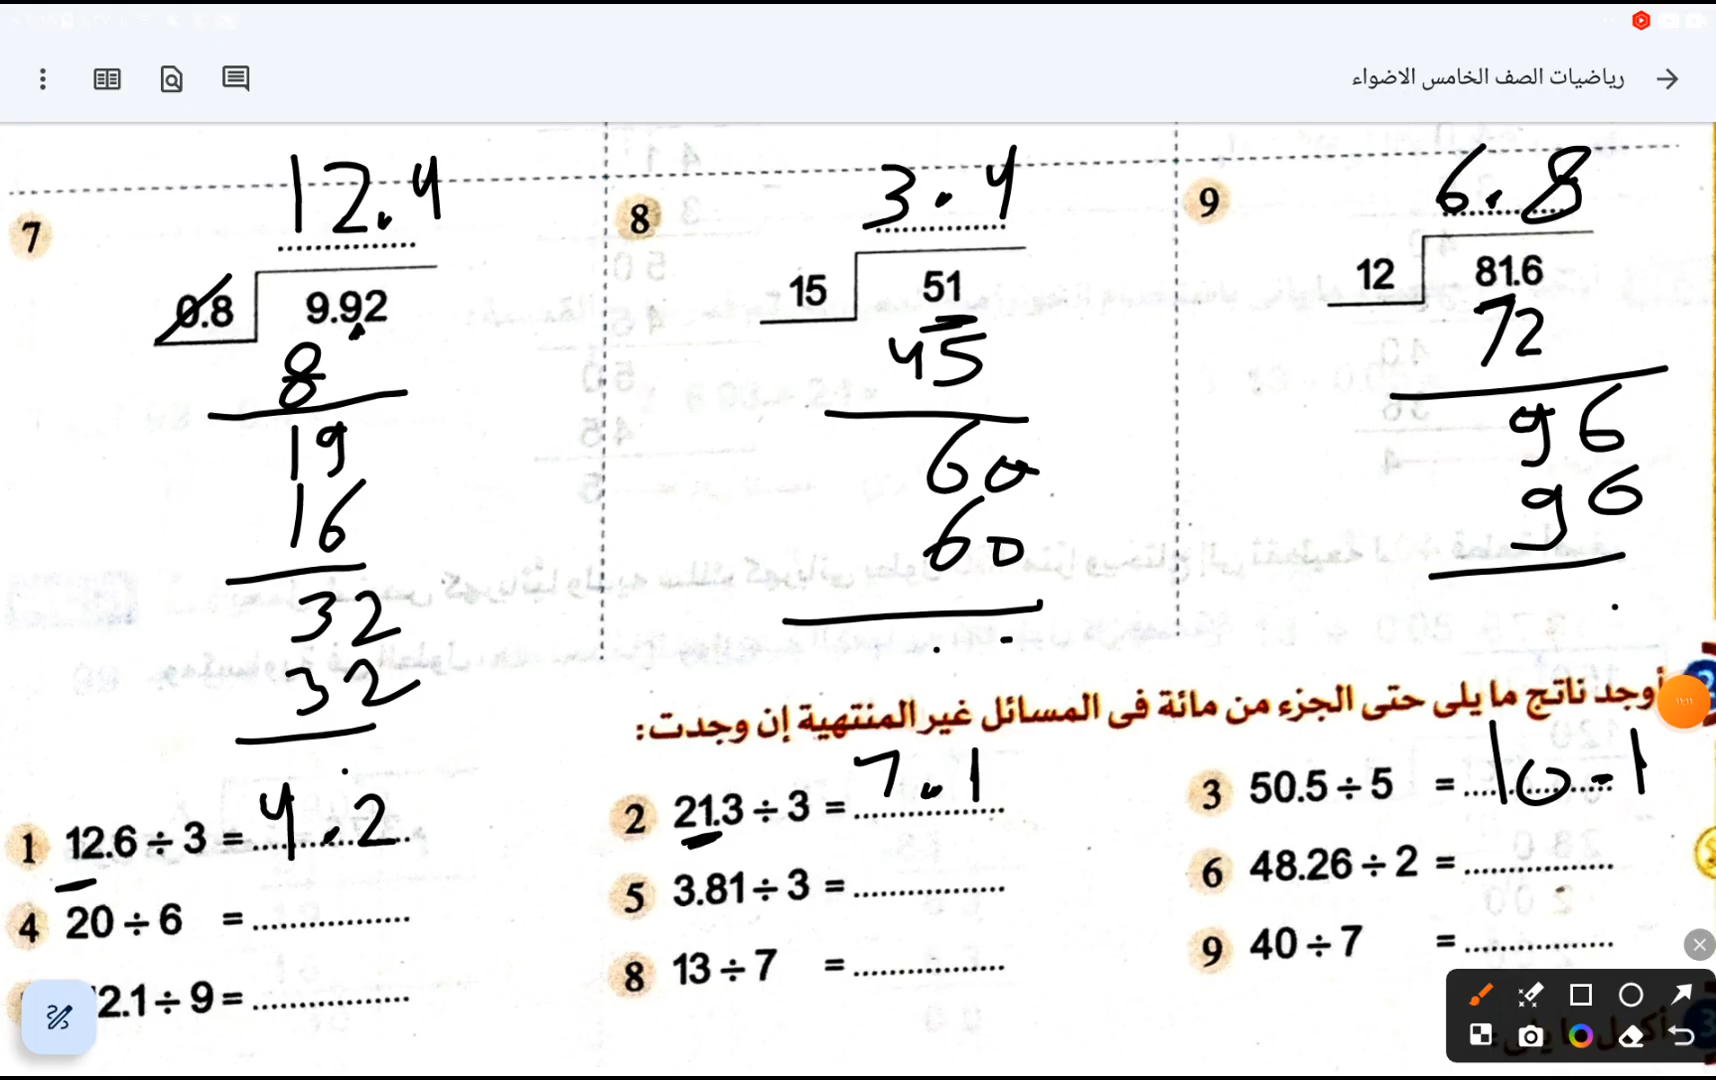 رياضيات الصف الخامس الاضواء
7
12.4
0.8
9.92
8
19
16
32
32
.
8
3.4
15
51
45
60
60
.
9
6.8
12
81.6
72
96
96
.
أوجد ناتج ما يلى حتى الجزء من مائة فى المسائل غير المنتهية إن وجدت:
1 12.6 ÷ 3 = 4.2
2 21.3 ÷ 3 = 7.1
3 50.5 ÷ 5 = 10.1
4 20 ÷ 6 = ................
5 3.81 ÷ 3 = ................
6 48.26 ÷ 2 = ................
2.1 ÷ 9 = ................
8 13 ÷ 7 = ................
9 40 ÷ 7 = ................